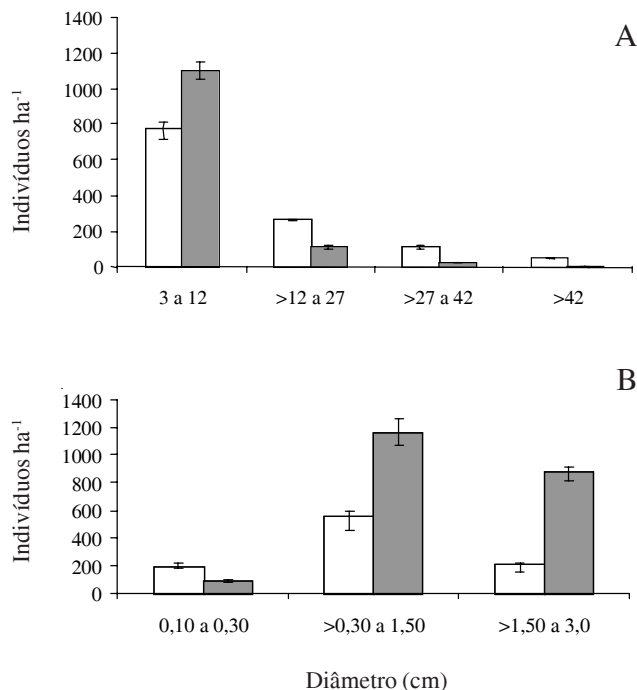 A
Indivíduos ha-1
1400
1200
1000
800
600
400
200
0
3 a 12 >12 a 27 >27 a 42 >42
B
Indivíduos ha-1
1400
1200
1000
800
600
400
200
0
0,10 a 0,30 >0,30 a 1,50 >1,50 a 3,0
Diâmetro (cm)